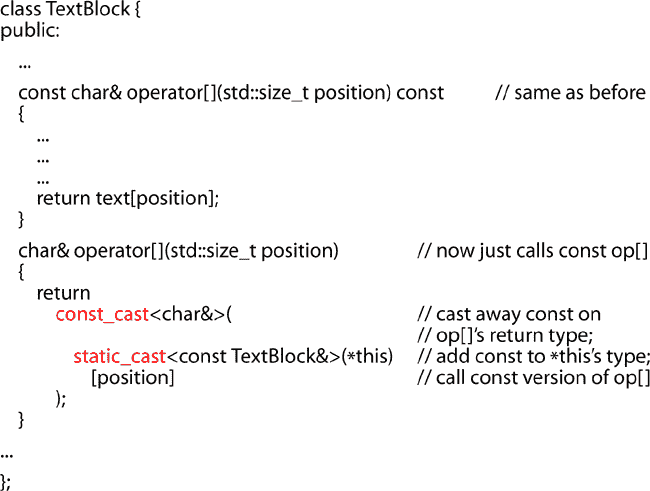 class TextBlock {
public:
...
const char& operator[](std::size_t position) const // same as before
{
...
...
...
return text[position];
}
char& operator[](std::size_t position) // now just calls const op[]
{
return
const_cast<char&>( // cast away const on
// op[]’s return type;
static_cast<const TextBlock&>(*this) // add const to *this’s type;
[position] // call const version of op[]
);
}
...
};